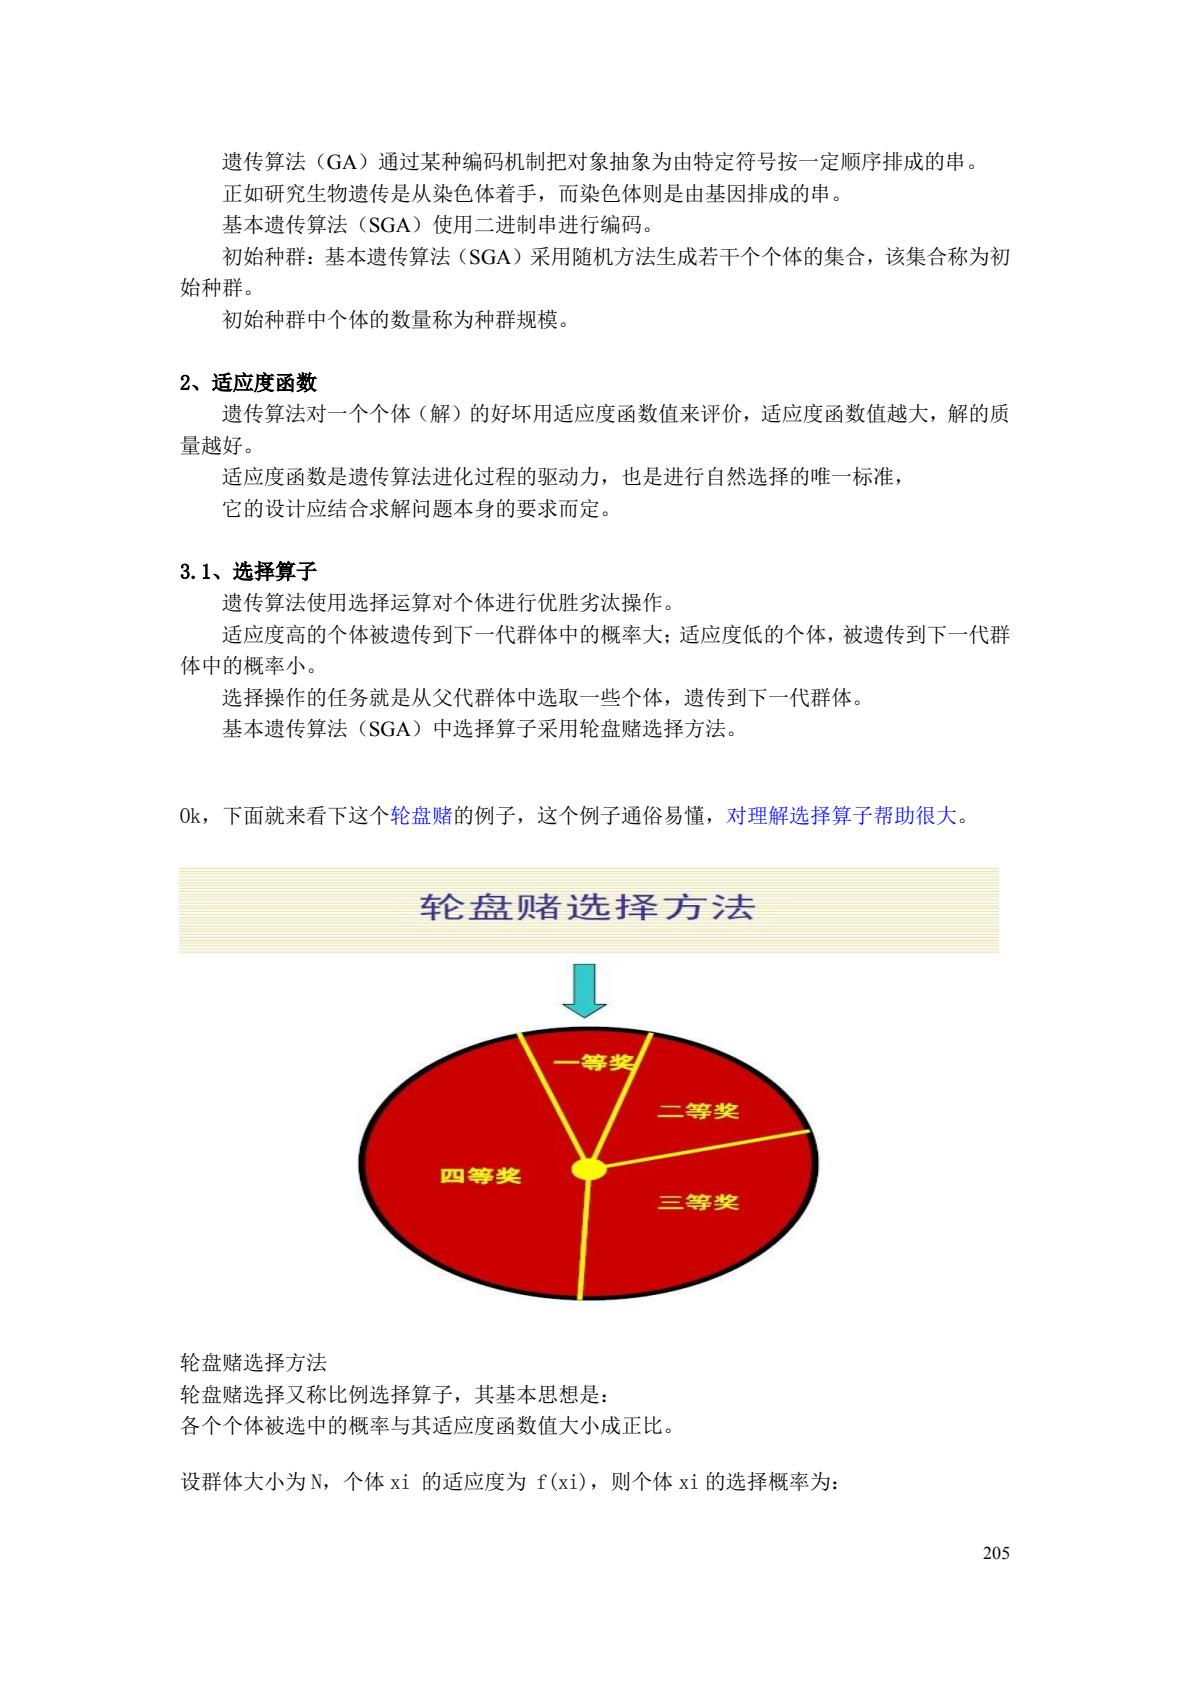 遗传算法（GA）通过某种编码机制把对象抽象为由特定符号按一定顺序排成的串。
正如研究生物遗传是从染色体着手，而染色体则是由基因排成的串。
基本遗传算法（SGA）使用二进制串进行编码。
初始种群：基本遗传算法（SGA）采用随机方法生成若干个个体的集合，该集合称为初
始种群。
初始种群中个体的数量称为种群规模。
2、适应度函数
遗传算法对一个个体（解）的好坏用适应度函数值来评价，适应度函数值越大，解的质
量越好。
适应度函数是遗传算法进化过程的驱动力，也是进行自然选择的唯一标准，
它的设计应结合求解问题本身的要求而定。
3.1、选择算子
遗传算法使用选择运算对个体进行优胜劣汰操作。
适应度高的个体被遗传到下一代群体中的概率大；适应度低的个体，被遗传到下一代群
体中的概率小。
选择操作的任务就是从父代群体中选取一些个体，遗传到下一代群体。
基本遗传算法（SGA）中选择算子采用轮盘赌选择方法。
Ok，下面就来看下这个轮盘赌的例子，这个例子通俗易懂，对理解选择算子帮助很大。
轮盘赌选择方法
一等奖
二等奖
四等奖
三等奖
轮盘赌选择方法
轮盘赌选择又称比例选择算子，其基本思想是：
各个个体被选中的概率与其适应度函数值大小成正比。
设群体大小为 N，个体 xi 的适应度为 f(xi)，则个体 xi 的选择概率为：
205